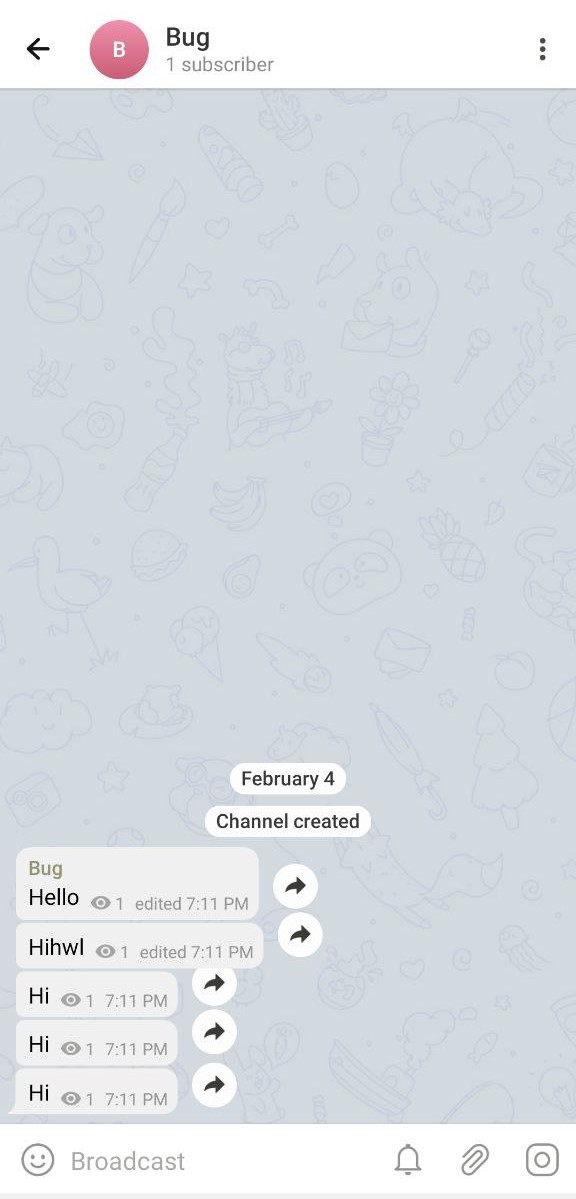 B
Bug
1 subscriber
February 4
Channel created
Bug
Hello 1 edited 7:11 PM
Hihwl 1 edited 7:11 PM
Hi 1 7:11 PM
Hi 1 7:11 PM
Hi 1 7:11 PM
Broadcast